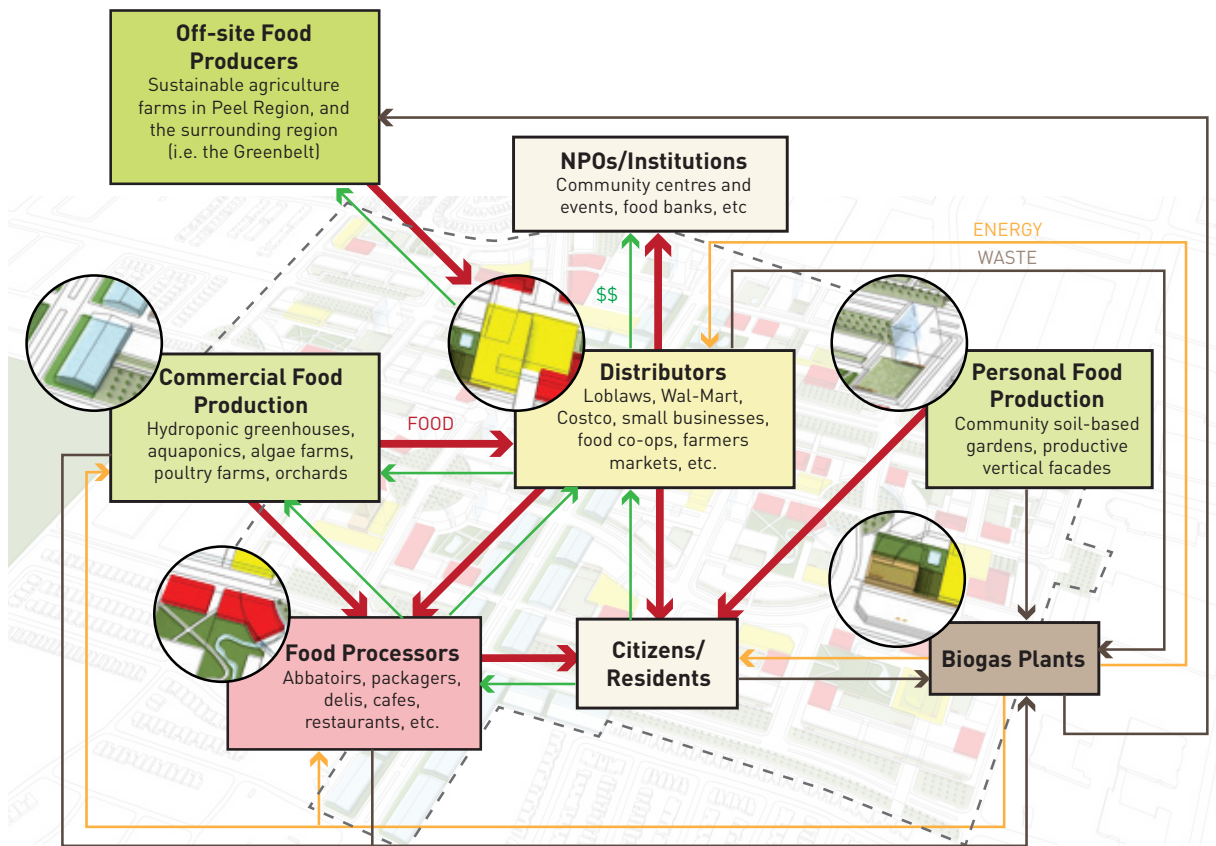 Off-site Food
Producers
Sustainable agriculture
farms in Peel Region, and
the surrounding region
(i.e. the Greenbelt)
NPOs/Institutions
Community centres and
events, food banks, etc
ENERGY
WASTE
$$
Commercial Food
Production
Hydroponic greenhouses,
aquaponics, algae farms,
poultry farms, orchards
FOOD
Distributors
Loblaws, Wal-Mart,
Costco, small businesses,
food co-ops, farmers
markets, etc.
Personal Food
Production
Community soil-based
gardens, productive
vertical facades
Food Processors
Abbatoirs, packagers,
delis, cafes,
restaurants, etc.
Citizens/
Residents
Biogas Plants